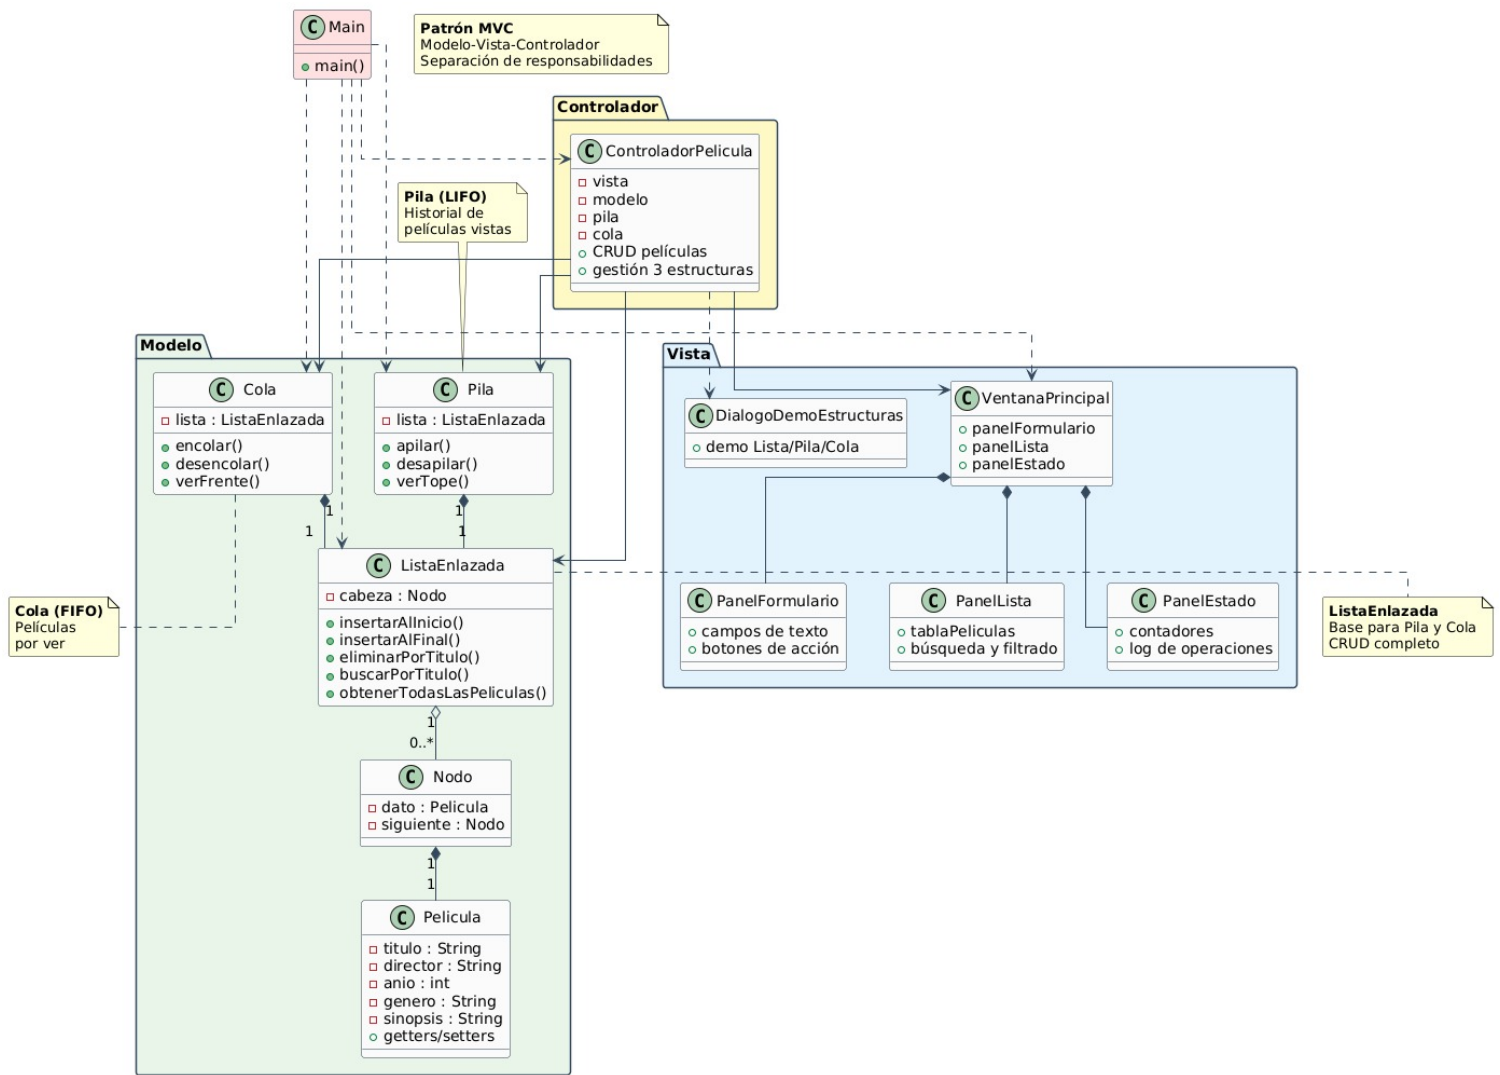 C Main
main()
Patrón MVC
Modelo-Vista-Controlador
Separación de responsabilidades
Controlador
C ControladorPelicula
vista
modelo
pila
cola
CRUD películas
gestión 3 estructuras
Pila (LIFO)
Historial de
películas vistas
Modelo
C Cola
lista : ListaEnlazada
encolar()
desencolar()
verFrente()
C Pila
lista : ListaEnlazada
apilar()
desapilar()
verTope()
1
1
1
1
C ListaEnlazada
cabeza : Nodo
insertarAlInicio()
insertarAlFinal()
eliminarPorTitulo()
buscarPorTitulo()
obtenerTodasLasPeliculas()
Cola (FIFO)
Películas
por ver
1
0..*
C Nodo
dato : Pelicula
siguiente : Nodo
1
1
C Pelicula
titulo : String
director : String
anio : int
genero : String
sinopsis : String
getters/setters
Vista
C DialogoDemoEstructuras
demo Lista/Pila/Cola
C VentanaPrincipal
panelFormulario
panelLista
panelEstado
C PanelFormulario
campos de texto
botones de acción
C PanelLista
tablaPeliculas
búsqueda y filtrado
C PanelEstado
contadores
log de operaciones
ListaEnlazada
Base para Pila y Cola
CRUD completo